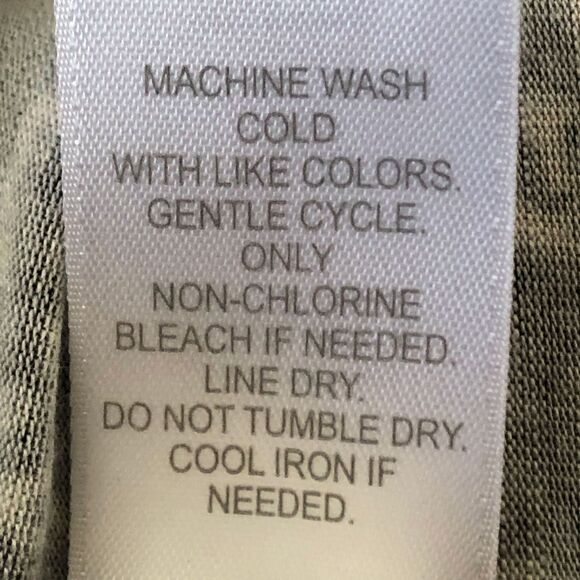 MACHINE WASH
COLD
WITH LIKE COLORS.
GENTLE CYCLE.
ONLY
NON-CHLORINE
BLEACH IF NEEDED.
LINE DRY.
DO NOT TUMBLE DRY.
COOL IRON IF
NEEDED.